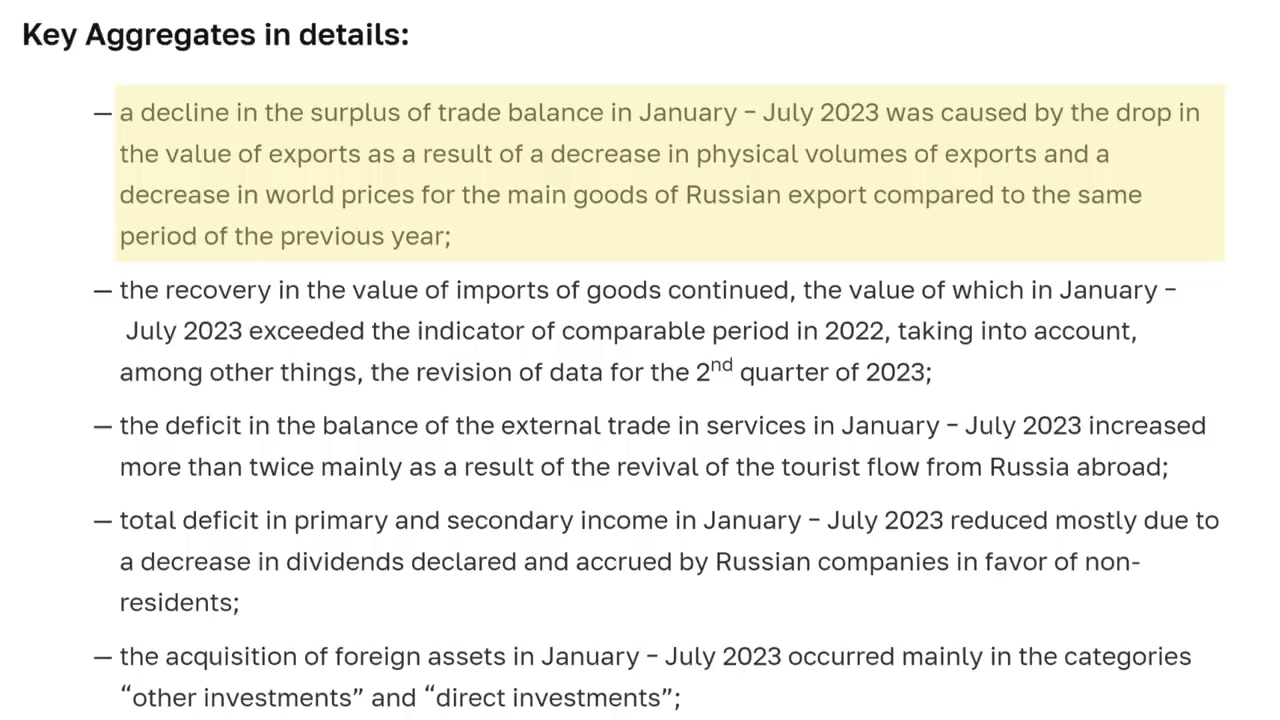 Key Aggregates in details:
— a decline in the surplus of trade balance in January – July 2023 was caused by the drop in
the value of exports as a result of a decrease in physical volumes of exports and a
decrease in world prices for the main goods of Russian export compared to the same
period of the previous year;
— the recovery in the value of imports of goods continued, the value of which in January –
July 2023 exceeded the indicator of comparable period in 2022, taking into account,
among other things, the revision of data for the 2nd quarter of 2023;
— the deficit in the balance of the external trade in services in January – July 2023 increased
more than twice mainly as a result of the revival of the tourist flow from Russia abroad;
— total deficit in primary and secondary income in January – July 2023 reduced mostly due to
a decrease in dividends declared and accrued by Russian companies in favor of non-
residents;
— the acquisition of foreign assets in January – July 2023 occurred mainly in the categories
“other investments” and “direct investments”;